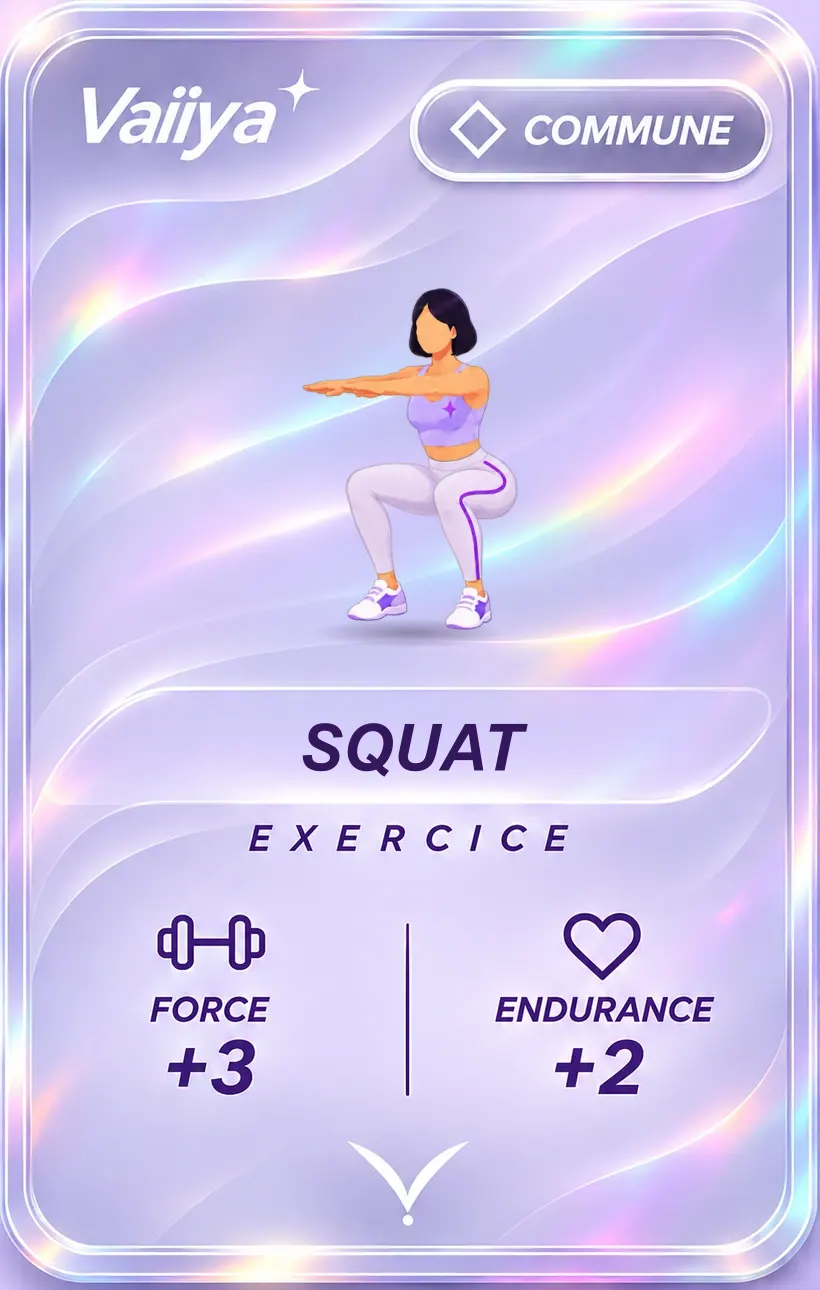 Vaiiya
COMMUNE
SQUAT
EXERCICE
FORCE
+3
ENDURANCE
+2